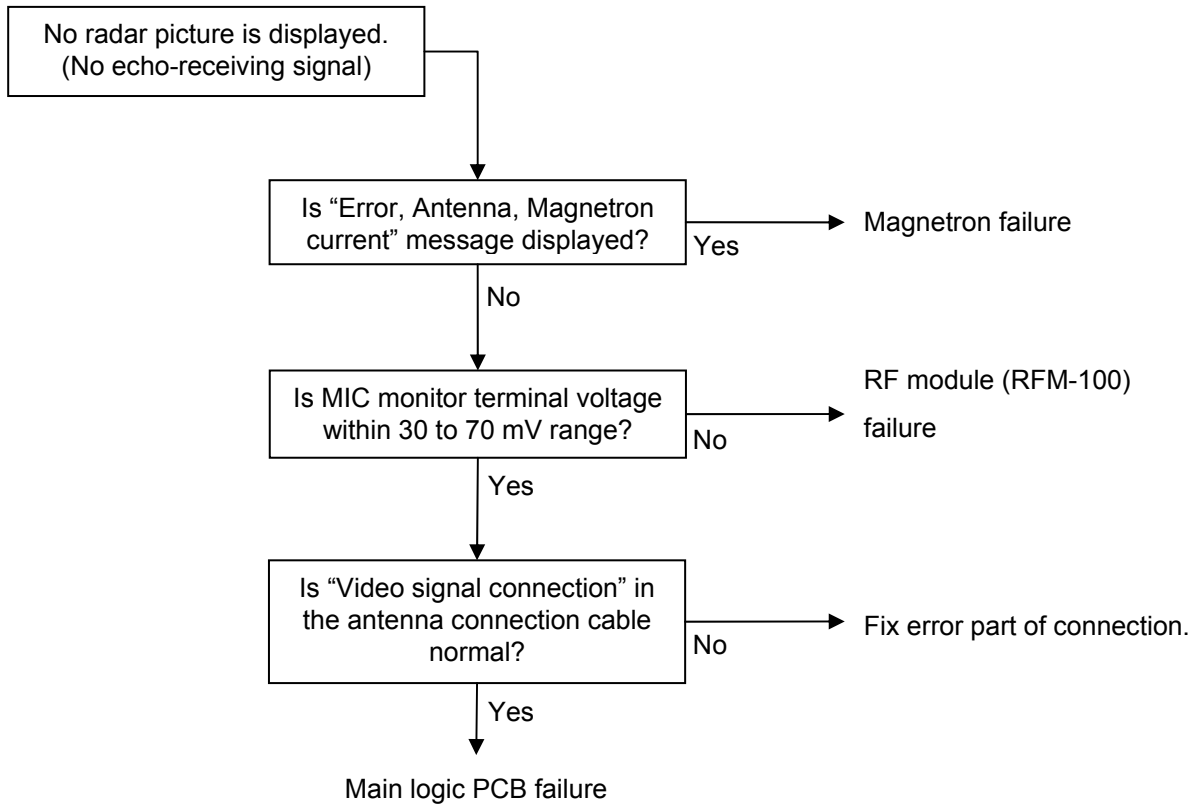 No radar picture is displayed.
(No echo-receiving signal)
Is “Error, Antenna, Magnetron
current” message displayed?
Yes
Magnetron failure
No
Is MIC monitor terminal voltage
within 30 to 70 mV range?
No
RF module (RFM-100)
failure
Yes
Is “Video signal connection” in
the antenna connection cable
normal?
No
Fix error part of connection.
Yes
Main logic PCB failure